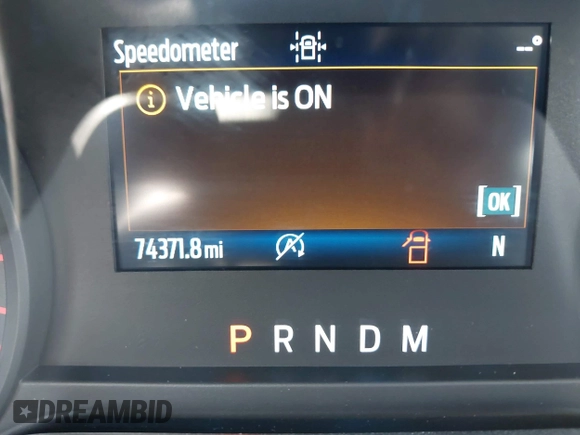 Speedometer
--°
i Vehicle is ON
[OK]
74371.8 mi A N
P R N D M
DREAMBID